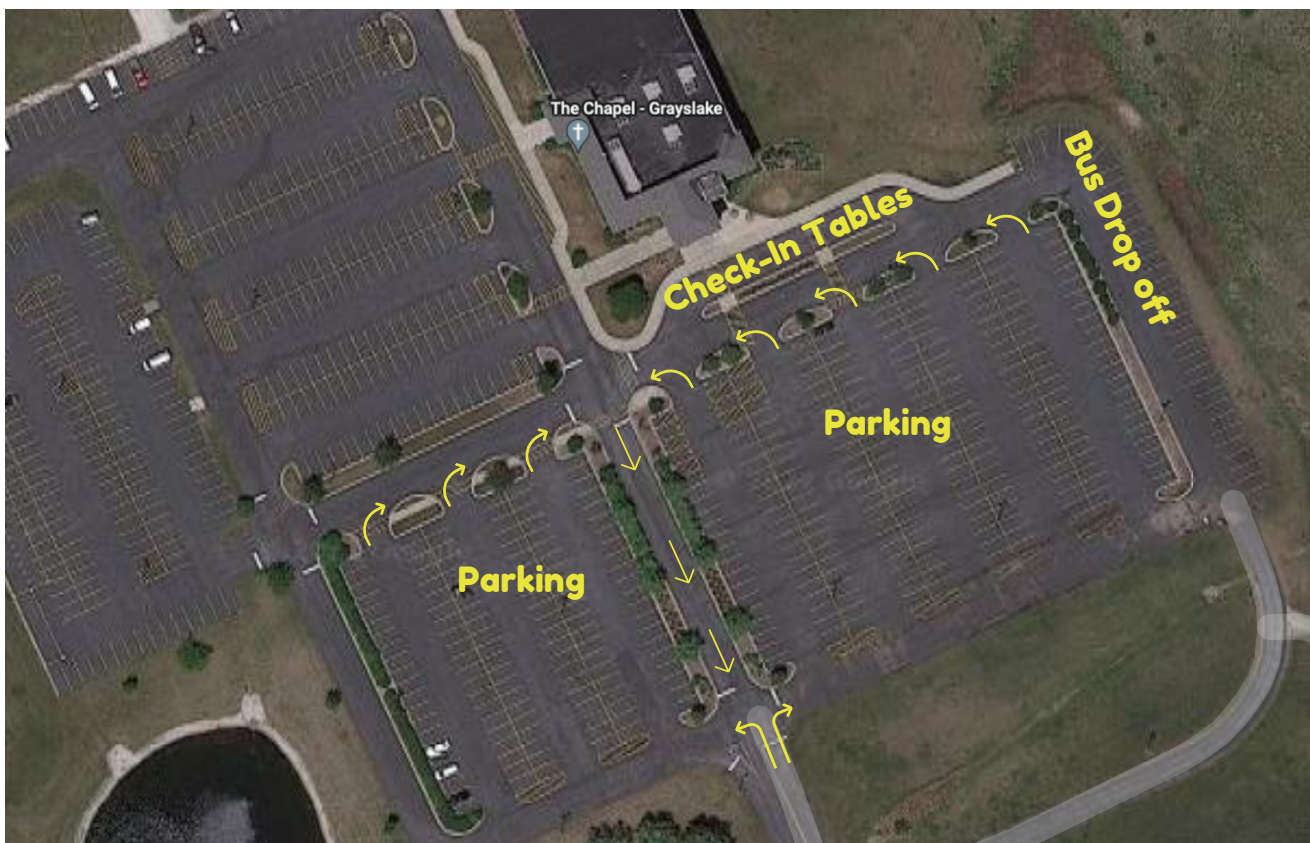 The Chapel - Grayslake
Bus Drop off
Check-In Tables
Parking
Parking